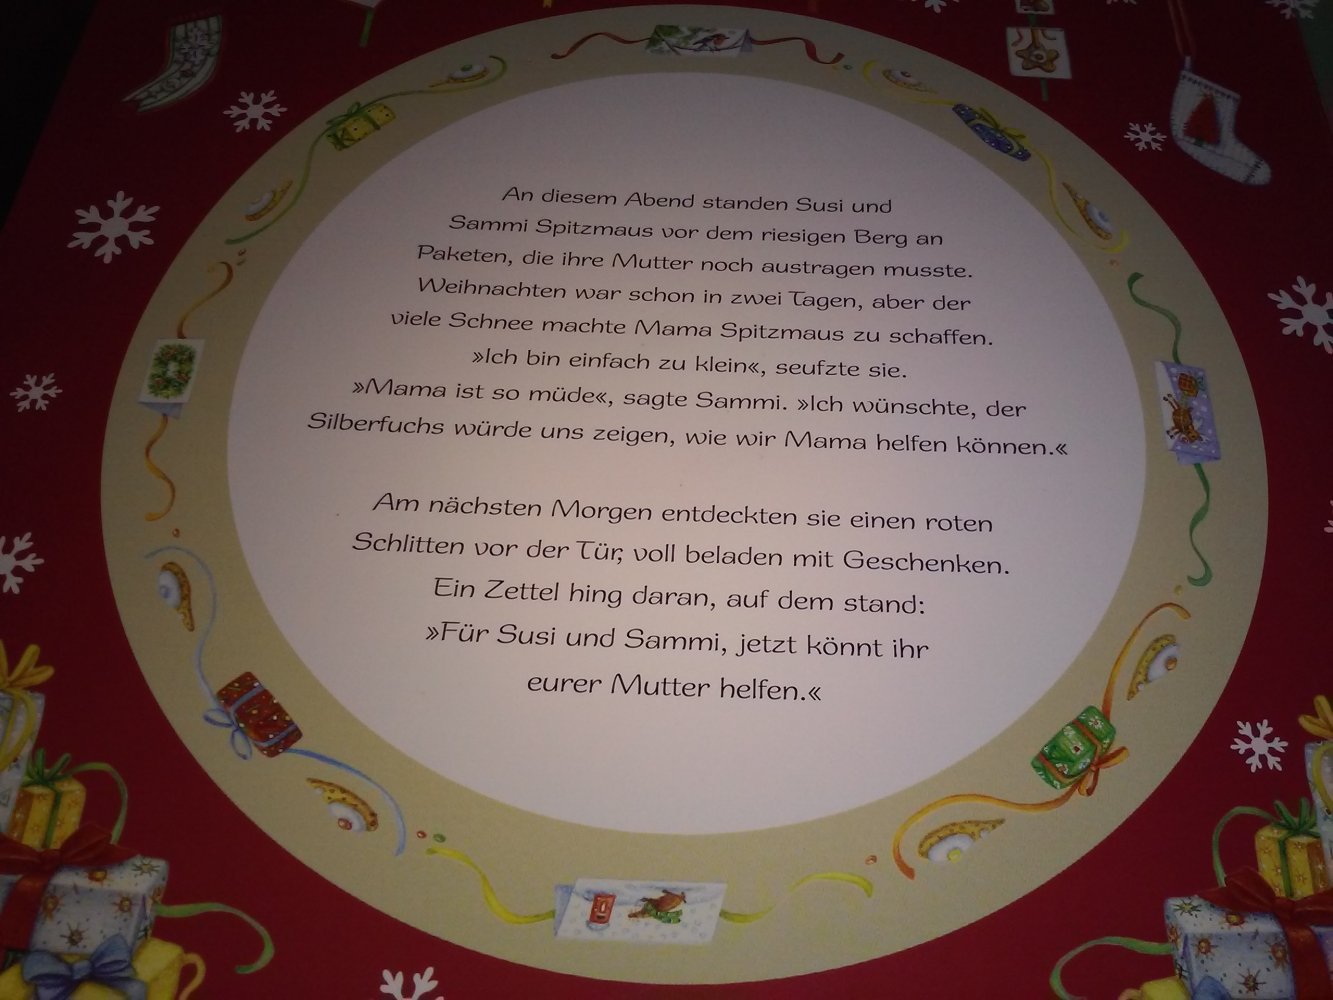 An diesem Abend standen Susi und
Sammi Spitzmaus vor dem riesigen Berg an
Paketen, die ihre Mutter noch austragen musste.
Weihnachten war schon in zwei Tagen, aber der
viele Schnee machte Mama Spitzmaus zu schaffen.
»Ich bin einfach zu klein«, seufzte sie.
»Mama ist so müde«, sagte Sammi. »Ich wünschte, der
Silberfuchs würde uns zeigen, wie wir Mama helfen können.«
Am nächsten Morgen entdeckten sie einen roten
Schlitten vor der Tür, voll beladen mit Geschenken.
Ein Zettel hing daran, auf dem stand:
»Für Susi und Sammi, jetzt könnt ihr
eurer Mutter helfen.«